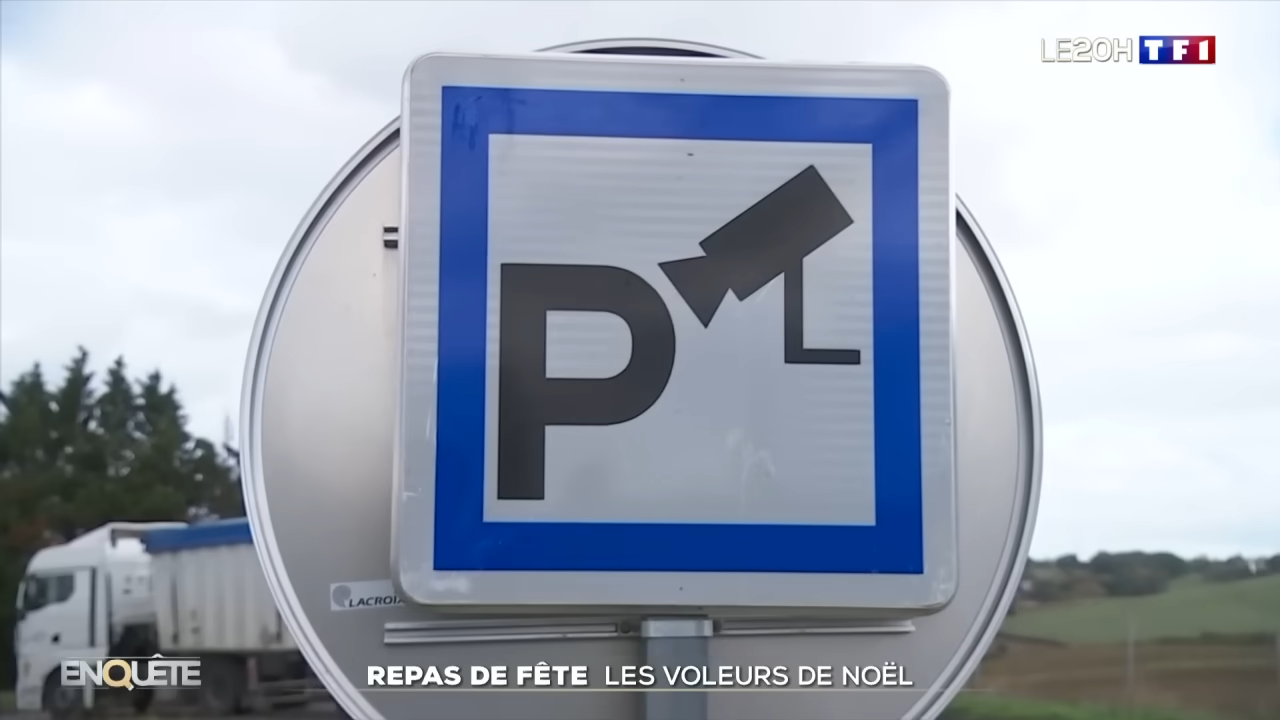 LE20H TF1
P
LACROIX
ENQUÊTE
REPAS DE FÊTE LES VOLEURS DE NOËL